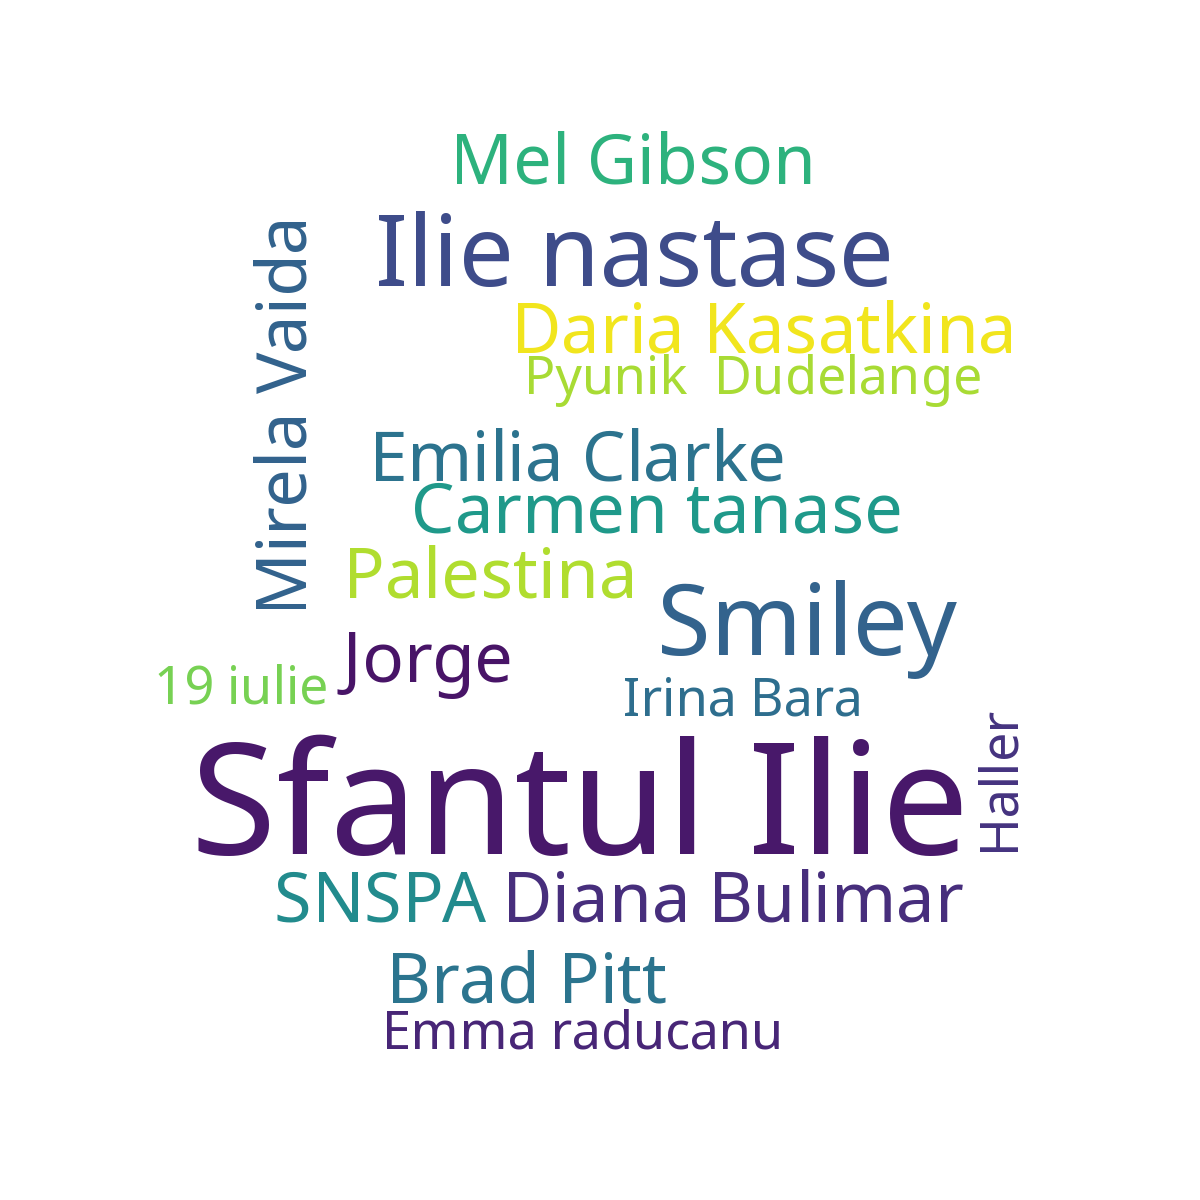 Mel Gibson
Ilie nastase
Mirela Vaida
Daria Kasatkina
Pyunik Dudelange
Emilia Clarke
Carmen tanase
Palestina
Smiley
Jorge
19 iulie
Irina Bara
Sfantul Ilie
Haller
SNSPA
Diana Bulimar
Brad Pitt
Emma raducanu